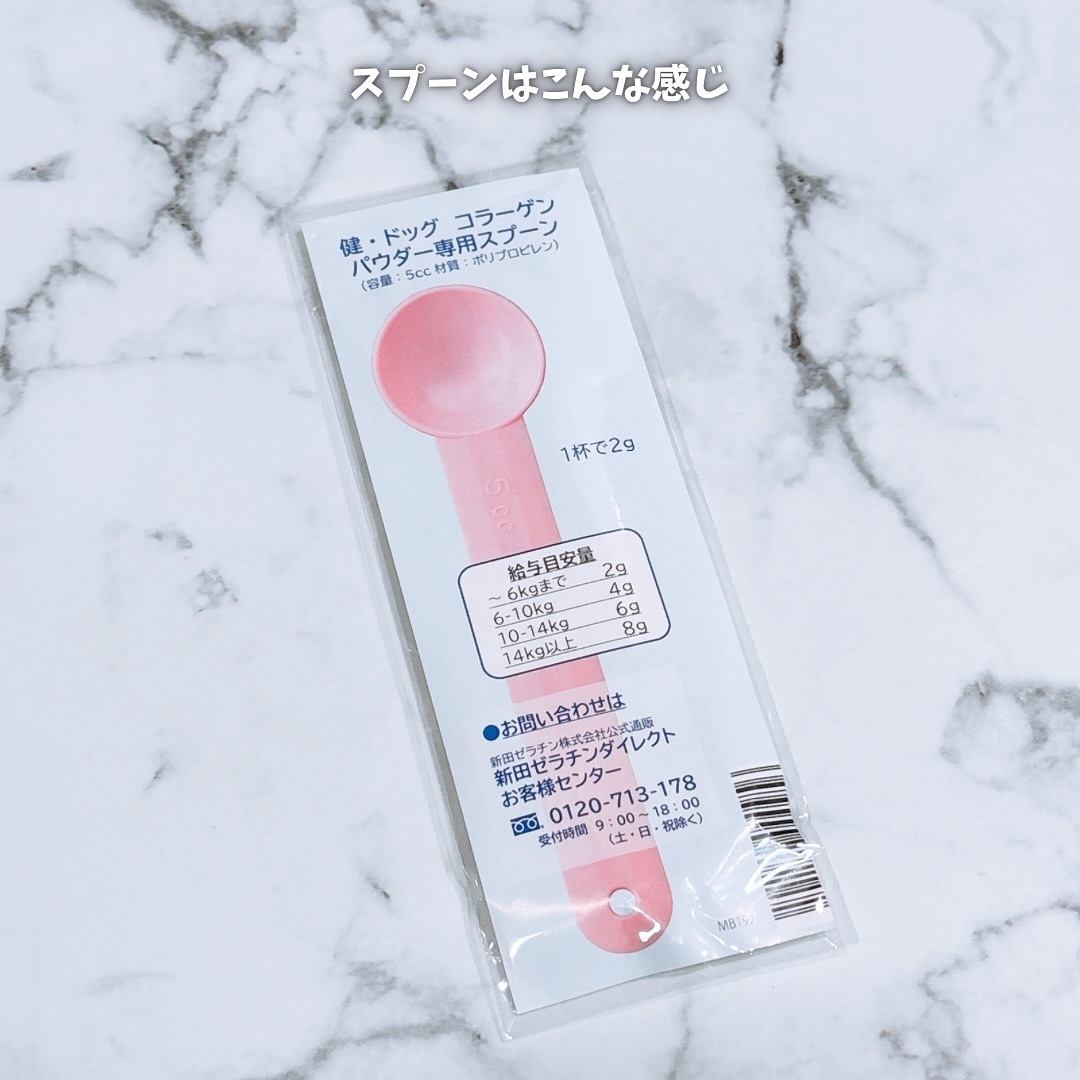 スプーンはこんな感じ
健・ドッグ コラーゲン
パウダー専用スプーン
(容量：5cc 材質：ポリプロピレン)
1杯で2g
5cc
給与目安量
～6kgまで 2g
6-10kg 4g
10-14kg 6g
14kg以上 8g
●お問い合わせは
新田ゼラチン株式会社公式通販
新田ゼラチンダイレクト
お客様センター
0120-713-178
受付時間 9：00～18：00
(土・日・祝除く)